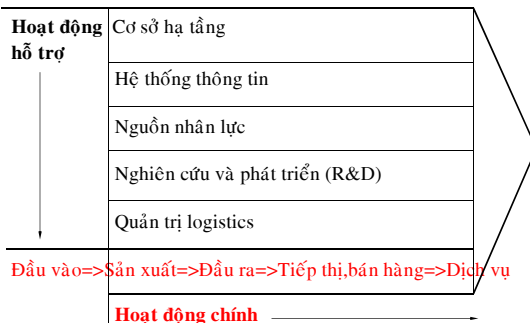 Hoạt động
hỗ trợ
Cơ sở hạ tầng
Hệ thống thông tin
Nguồn nhân lực
Nghiên cứu và phát triển (R&D)
Quản trị logistics
Đầu vào=>Sản xuất=>Đầu ra=>Tiếp thị,bán hàng=>Dịch vụ
Hoạt động chính